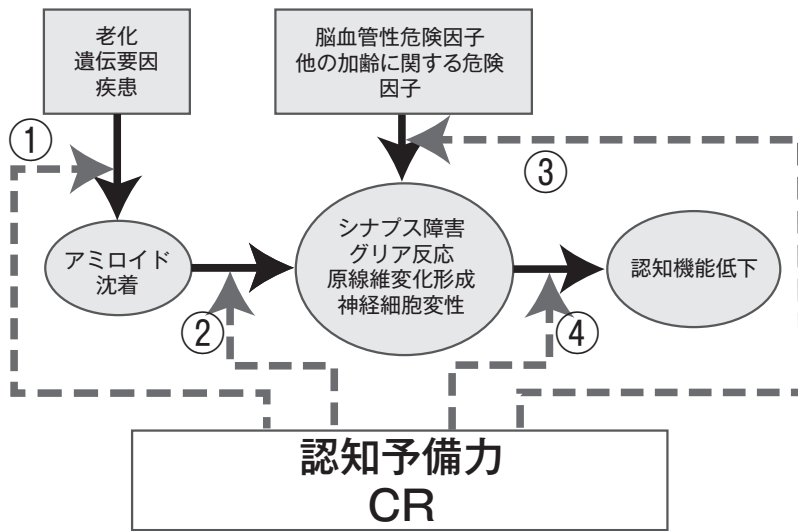 老化
遺伝要因
疾患
脳血管性危険因子
他の加齢に関する危険
因子
①
③
アミロイド
沈着
シナプス障害
グリア反応
原線維変化形成
神経細胞変性
認知機能低下
②
④
認知予備力
CR